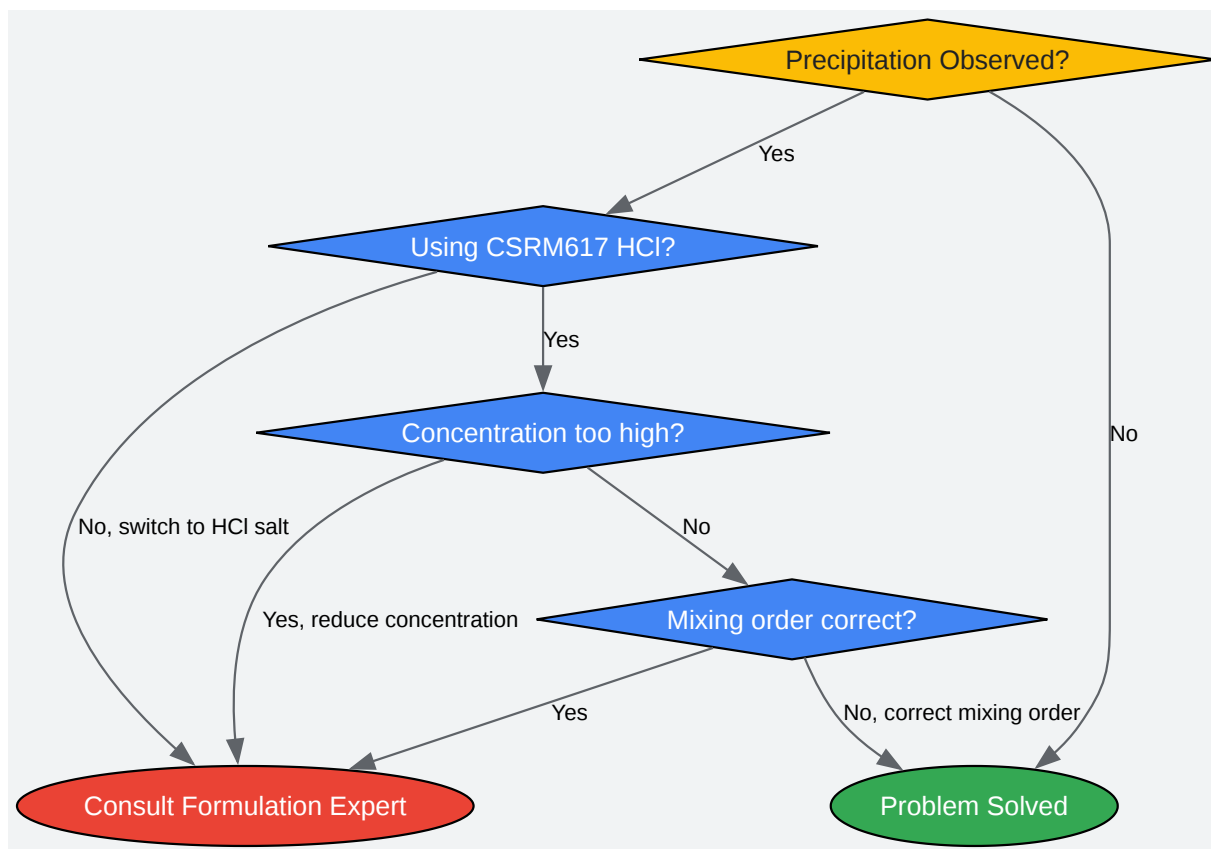 Precipitation Observed?
Yes
Using CSRM617 HCl?
Yes
Concentration too high?
No
No, switch to HCl salt
No
Yes, reduce concentration
Mixing order correct?
Yes
No, correct mixing order
Consult Formulation Expert
Problem Solved